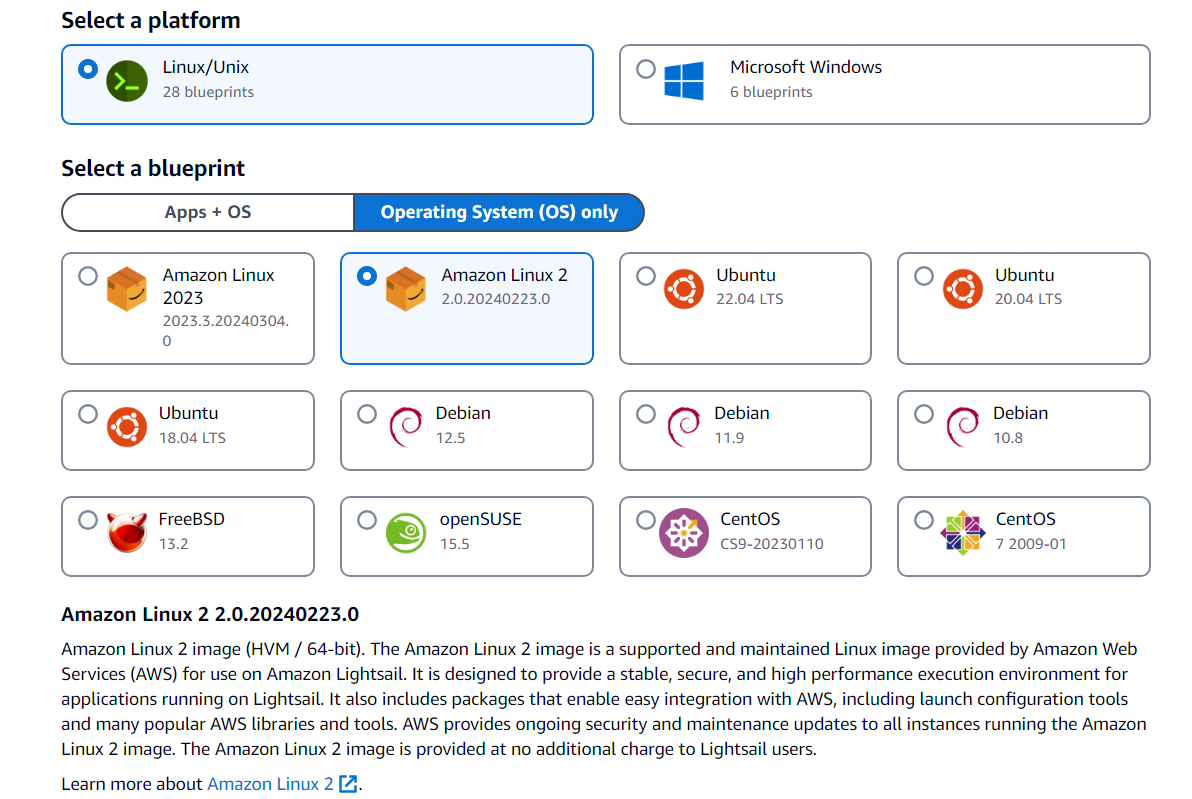 Select a platform
Linux/Unix
28 blueprints
Microsoft Windows
6 blueprints
Select a blueprint
Apps + OS
Operating System (OS) only
Amazon Linux
2023
2023.3.20240304.
0
Amazon Linux 2
2.0.20240223.0
Ubuntu
22.04 LTS
Ubuntu
20.04 LTS
Ubuntu
18.04 LTS
Debian
12.5
Debian
11.9
Debian
10.8
FreeBSD
13.2
openSUSE
15.5
CentOS
CS9-20230110
CentOS
7 2009-01
Amazon Linux 2 2.0.20240223.0
Amazon Linux 2 image (HVM / 64-bit). The Amazon Linux 2 image is a supported and maintained Linux image provided by Amazon Web
Services (AWS) for use on Amazon Lightsail. It is designed to provide a stable, secure, and high performance execution environment for
applications running on Lightsail. It also includes packages that enable easy integration with AWS, including launch configuration tools
and many popular AWS libraries and tools. AWS provides ongoing security and maintenance updates to all instances running the Amazon
Linux 2 image. The Amazon Linux 2 image is provided at no additional charge to Lightsail users.
Learn more about Amazon Linux 2.